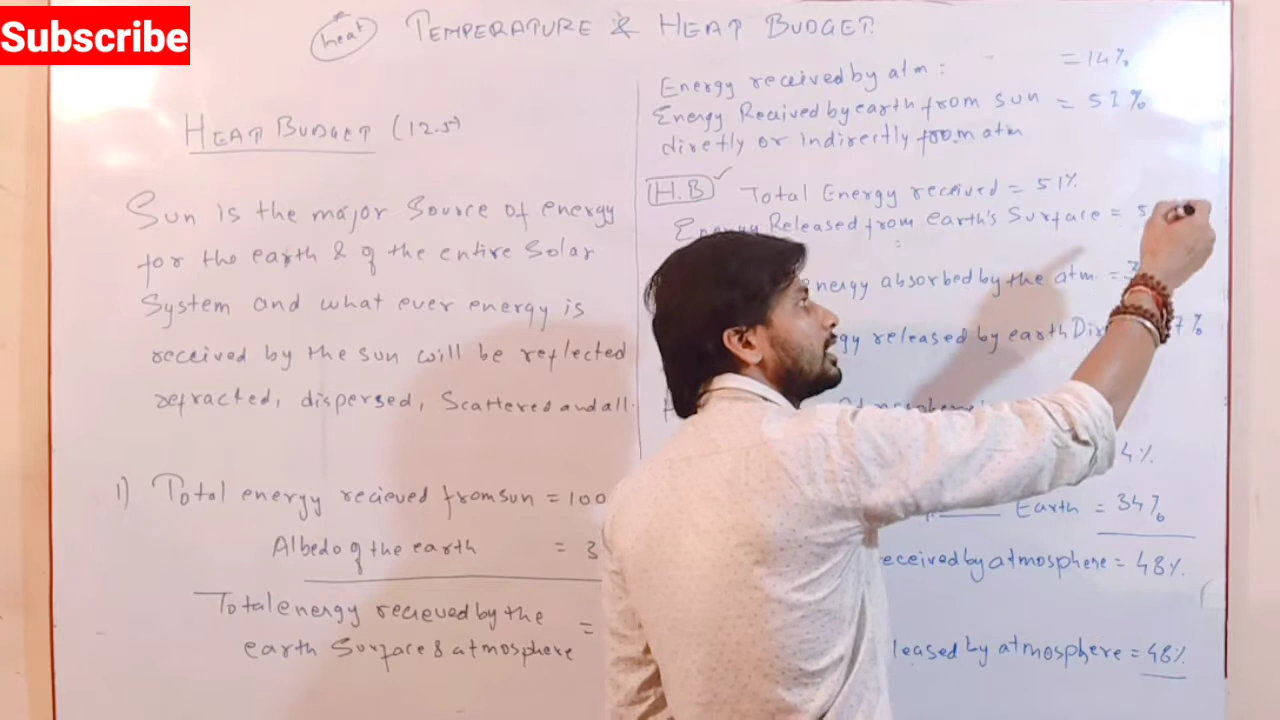 Subscribe
heat
TEMPERATURE & HEAT BUDGET.
HEAT BUDGET (12.5)
Sun is the major Source of energy
for the earth & of the entire Solar
System and what ever energy is
received by the sun will be reflected
refracted, dispersed, Scattered and all.
1) Total energy recieved from sun = 100
Albedo of the earth = 3
Total energy recieved by the
earth Surface & atmosphere =
Energy received by atm : = 14%
Energy Recived by earth from sun = 51%
diretly or indirectly from atm
H.B ✓ Total Energy received = 51%
Energy Released from earth's Surface = 5
energy absorbed by the atm. = 3
gy released by earth Di 7%
4%.
Earth = 34%
eceived by atmosphere = 48%.
leased by atmosphere = 48%